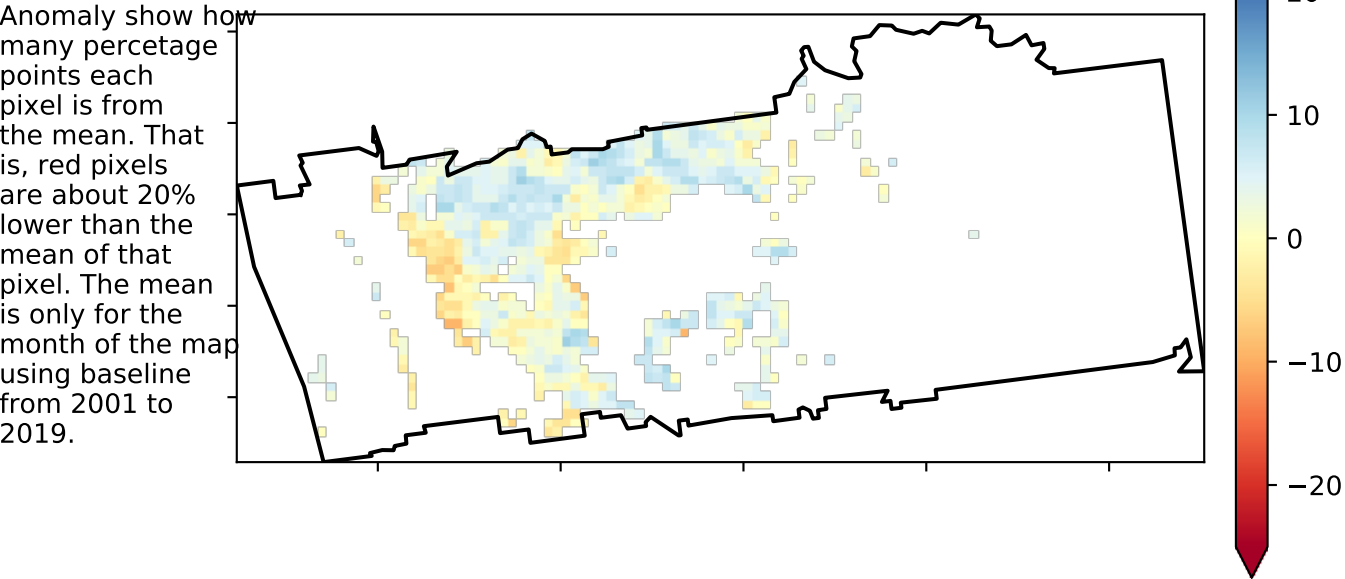 Anomaly show how
many percetage
points each
pixel is from
the mean. That
is, red pixels
are about 20%
lower than the
mean of that
pixel. The mean
is only for the
month of the map
using baseline
from 2001 to
2019.
10
0
−10
−20